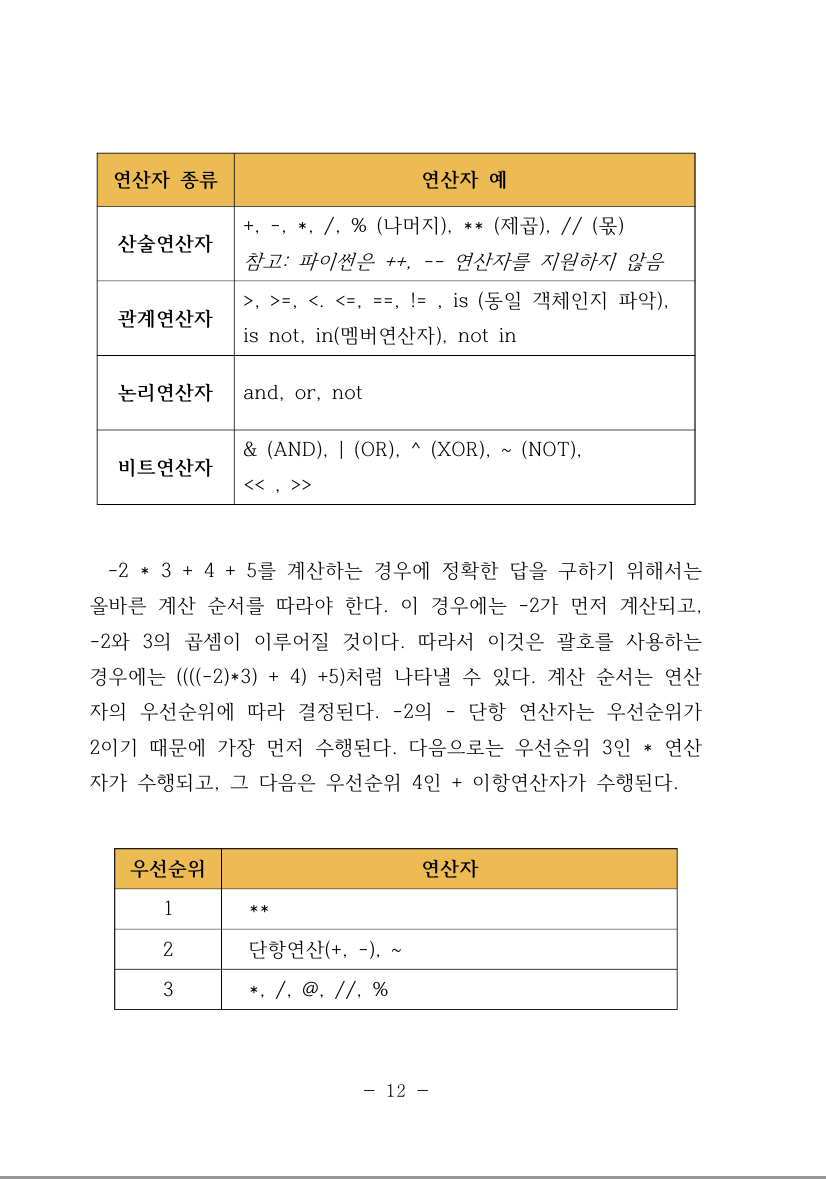 연산자 종류 연산자 예
산술연산자 +, -, *, /, % (나머지), ** (제곱), // (몫)
참고: 파이썬은 ++, -- 연산자를 지원하지 않음
관계연산자 >, >=, <. <=, ==, != , is (동일 객체인지 파악),
is not, in(멤버연산자), not in
논리연산자 and, or, not
비트연산자 & (AND), | (OR), ^ (XOR), ~ (NOT),
<< , >>
-2 * 3 + 4 + 5를 계산하는 경우에 정확한 답을 구하기 위해서는
올바른 계산 순서를 따라야 한다. 이 경우에는 -2가 먼저 계산되고,
-2와 3의 곱셈이 이루어질 것이다. 따라서 이것은 괄호를 사용하는
경우에는 ((((-2)*3) + 4) +5)처럼 나타낼 수 있다. 계산 순서는 연산
자의 우선순위에 따라 결정된다. -2의 - 단항 연산자는 우선순위가
2이기 때문에 가장 먼저 수행된다. 다음으로는 우선순위 3인 * 연산
자가 수행되고, 그 다음은 우선순위 4인 + 이항연산자가 수행된다.
우선순위 연산자
1 **
2 단항연산(+, -), ~
3 *, /, @, //, %
- 12 -